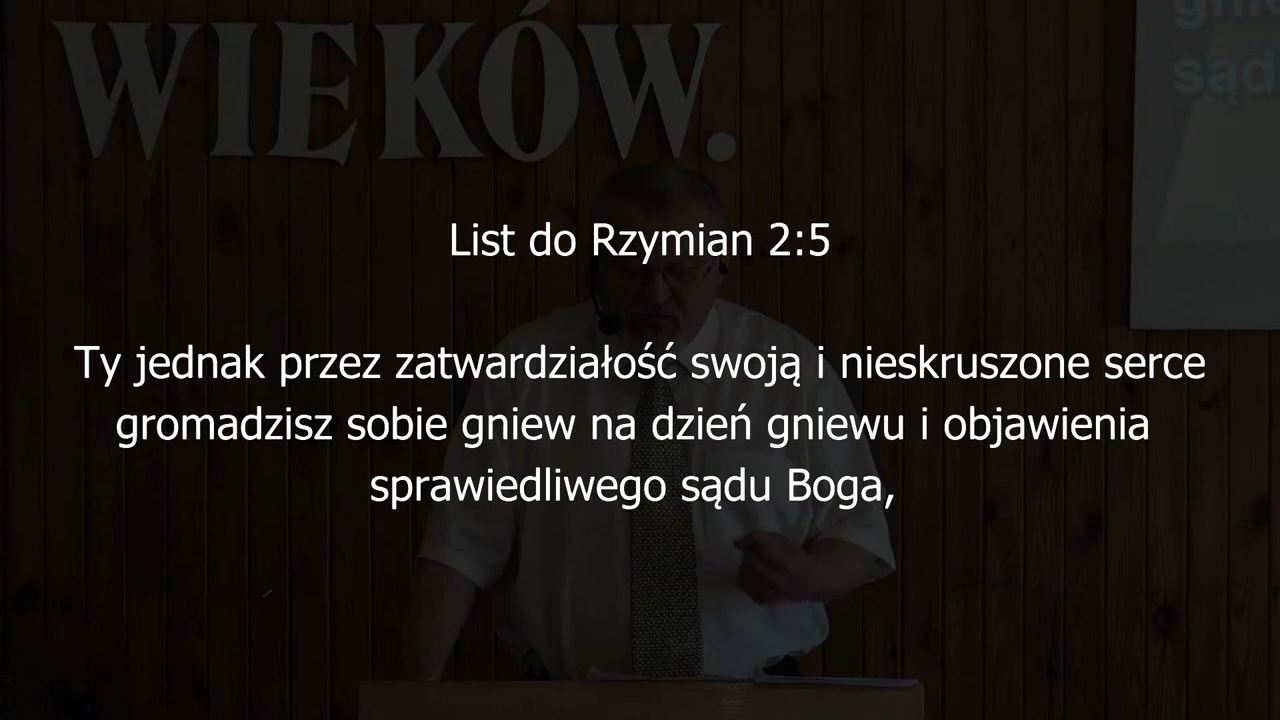 WIEKÓW.
sąd
List do Rzymian 2:5
Ty jednak przez zatwardziałość swoją i nieskruszone serce
gromadzisz sobie gniew na dzień gniewu i objawienia
sprawiedliwego sądu Boga,